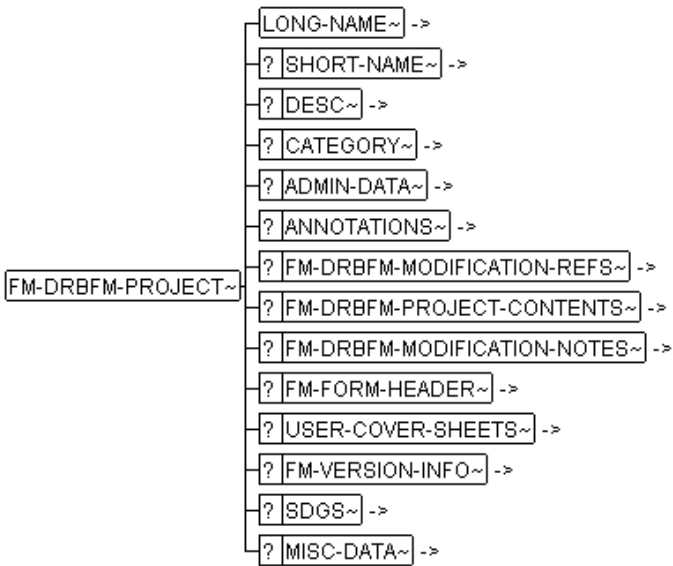 LONG-NAME~ ->
? SHORT-NAME~ ->
? DESC~ ->
? CATEGORY~ ->
? ADMIN-DATA~ ->
? ANNOTATIONS~ ->
? FM-DRBFM-MODIFICATION-REFS~ ->
FM-DRBFM-PROJECT~
? FM-DRBFM-PROJECT-CONTENTS~ ->
? FM-DRBFM-MODIFICATION-NOTES~ ->
? FM-FORM-HEADER~ ->
? USER-COVER-SHEETS~ ->
? FM-VERSION-INFO~ ->
? SDGS~ ->
? MISC-DATA~ ->